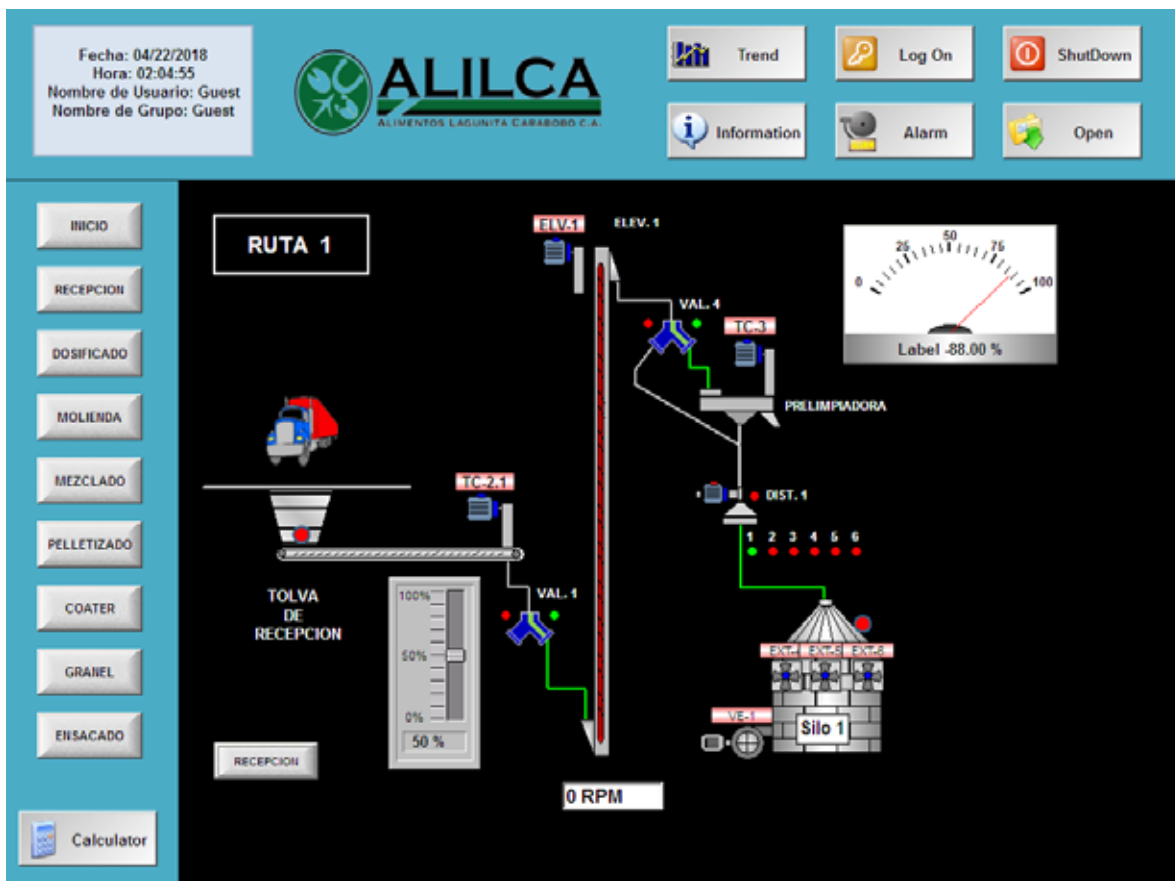 Fecha: 04/22/2018
Hora: 02:04:55
Nombre de Usuario: Guest
Nombre de Grupo: Guest
ALILCA
ALIMENTOS LAGUNITA CARABOBO C.A.
Trend
Log On
ShutDown
Information
Alarm
Open
INICIO
RECEPCION
DOSIFICADO
MOLIENDA
MEZCLADO
PELLETIZADO
COATER
GRANEL
ENSACADO
Calculator
RUTA 1
ELV-1
ELEV. 1
VAL. 4
TC-3
PRELIMPIADORA
0 25 50 75 100
Label -88.00 %
TC-2.1
DIST. 1
1 2 3 4 5 6
TOLVA
DE
RECEPCION
100%
50%
0%
50 %
VAL. 1
EXT-4 EXT-5 EXT-6
VE-1
Silo 1
RECEPCION
0 RPM